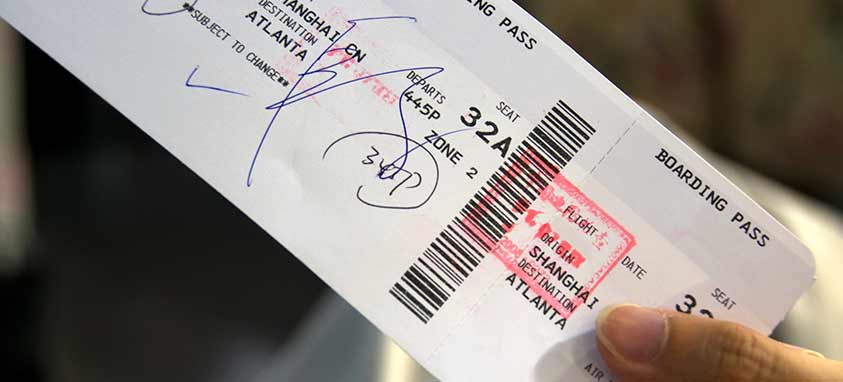 BOARDING PASS
SHANGHAI CN
DESTINATION
ATLANTA
**SUBJECT TO CHANGE**
DEPARTS
445P
ZONE 2
SEAT
32A
BOARDING PASS
FLIGHT
DATE
ORIGIN
SHANGHAI
DESTINATION
ATLANTA
SEAT